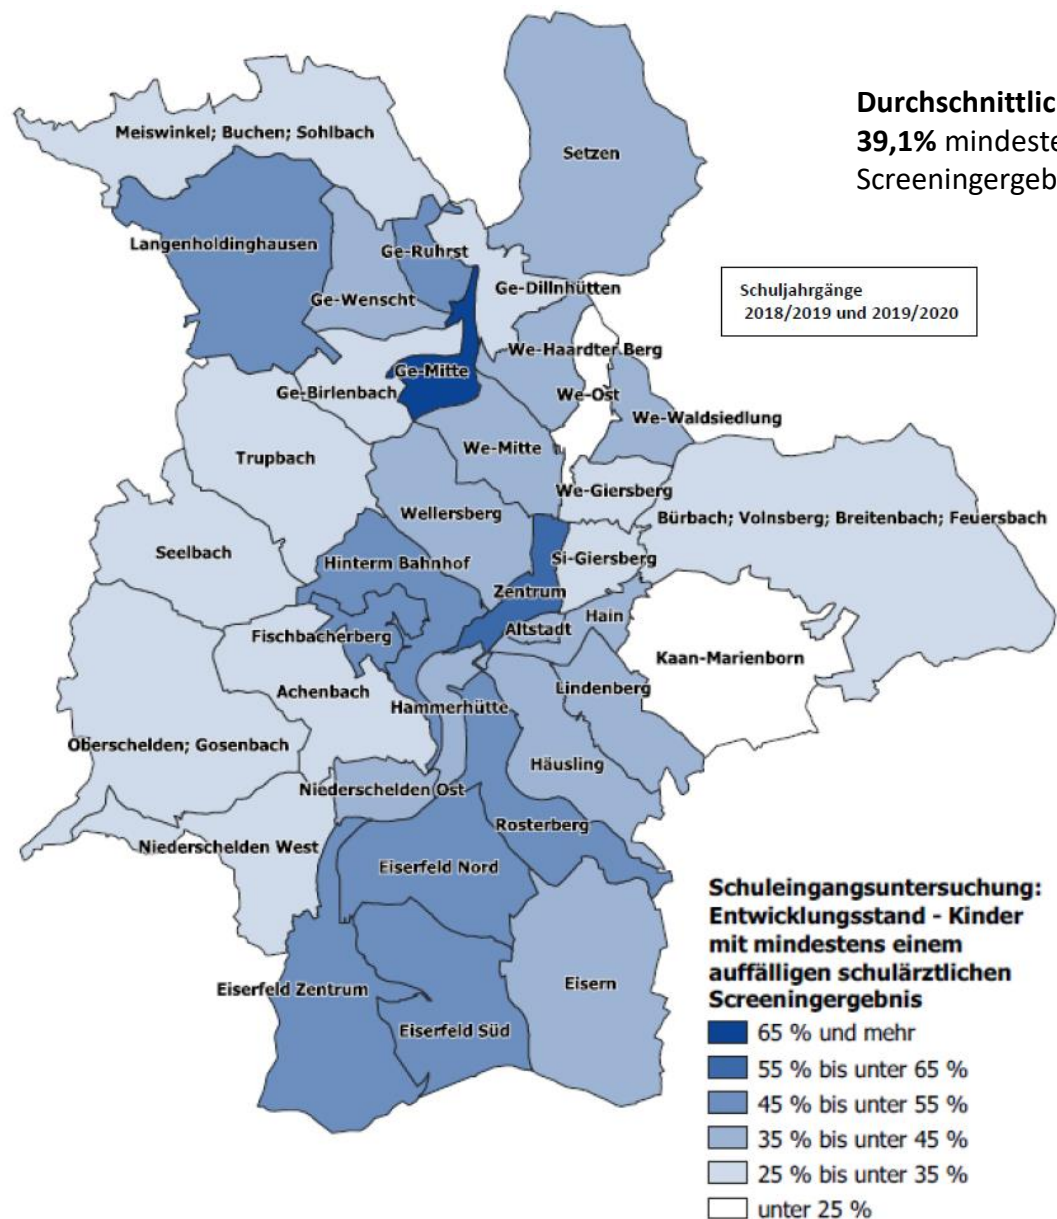 Durchschnittlic
39,1% mindeste
Screeningergeb
Meiswinkel; Buchen; Sohlbach
Setzen
Langenholdinghausen
Ge-Ruhrst
Ge-Wenscht
Ge-Dillnhütten
Schuljahrgänge
2018/2019 und 2019/2020
We-Haardter Berg
Ge-Mitte
Ge-Birlenbach
We-Ost
We-Waldsiedlung
Trupbach
We-Mitte
We-Giersberg
Wellersberg
Bürbach; Volnsberg; Breitenbach; Feuersbach
Seelbach
Hinterm Bahnhof
Si-Giersberg
Zentrum
Hain
Fischbacherberg
Altstadt
Kaan-Marienborn
Achenbach
Lindenberg
Hammerhütte
Oberschelden; Gosenbach
Häusling
Niederschelden Ost
Rosterberg
Niederschelden West
Eiserfeld Nord
Eisern
Eiserfeld Zentrum
Eiserfeld Süd
Schuleingangsuntersuchung:
Entwicklungsstand - Kinder
mit mindestens einem
auffälligen schulärztlichen
Screeningergebnis
65 % und mehr
55 % bis unter 65 %
45 % bis unter 55 %
35 % bis unter 45 %
25 % bis unter 35 %
unter 25 %